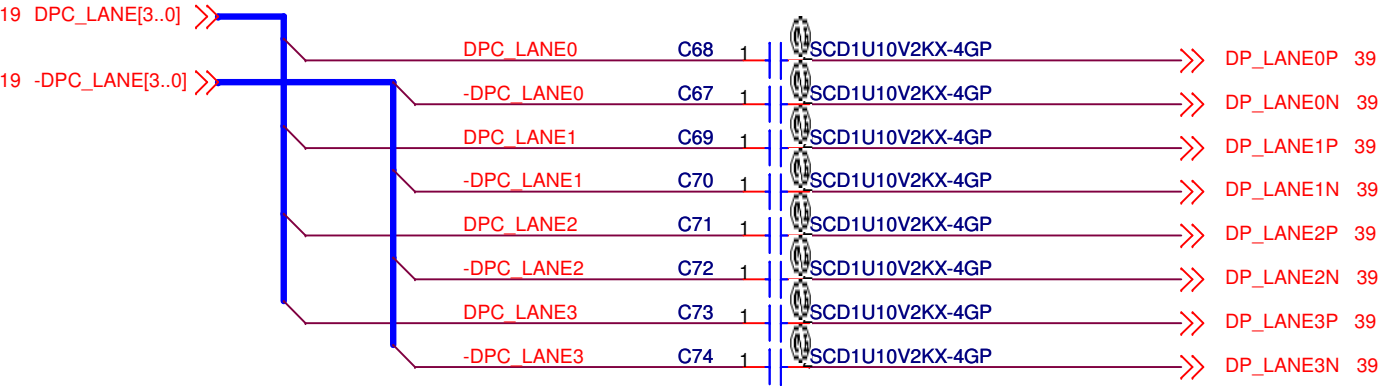 19 DPC_LANE[3..0]
DPC_LANE0 C68 1 SCD1U10V2KX-4GP DP_LANE0P 39
19 -DPC_LANE[3..0]
-DPC_LANE0 C67 1 SCD1U10V2KX-4GP DP_LANE0N 39
DPC_LANE1 C69 1 SCD1U10V2KX-4GP DP_LANE1P 39
-DPC_LANE1 C70 1 SCD1U10V2KX-4GP DP_LANE1N 39
DPC_LANE2 C71 1 SCD1U10V2KX-4GP DP_LANE2P 39
-DPC_LANE2 C72 1 SCD1U10V2KX-4GP DP_LANE2N 39
DPC_LANE3 C73 1 SCD1U10V2KX-4GP DP_LANE3P 39
-DPC_LANE3 C74 1 SCD1U10V2KX-4GP DP_LANE3N 39